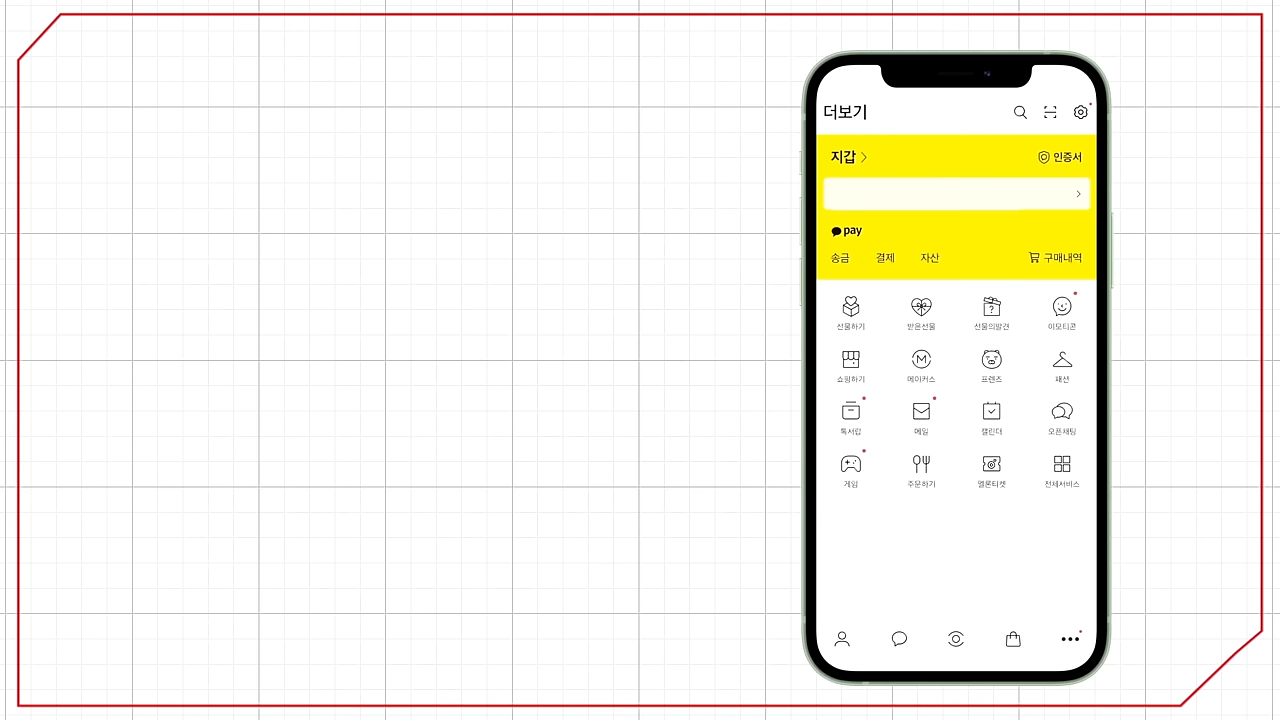 더보기
지갑
인증서
pay
송금 결제 자산 구매내역
선물하기 받은선물 선물의발견 이모티콘
쇼핑하기 메이커스 프렌즈 패션
톡서랍 메일 캘린더 오픈채팅
게임 주문하기 멜론티켓 전체서비스